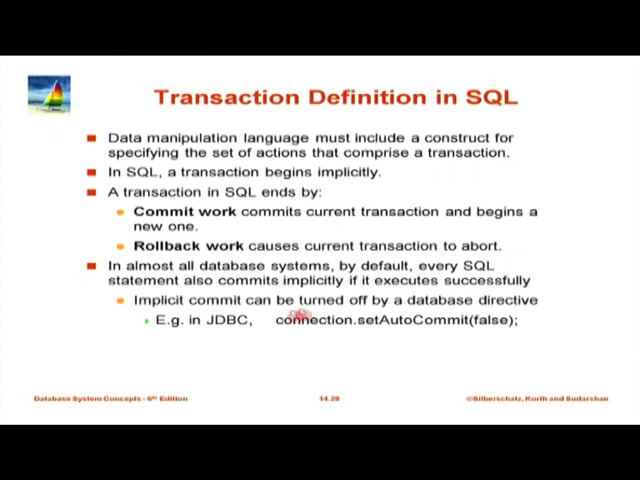 Transaction Definition in SQL
Data manipulation language must include a construct for
specifying the set of actions that comprise a transaction.
In SQL, a transaction begins implicitly.
A transaction in SQL ends by:
Commit work commits current transaction and begins a
new one.
Rollback work causes current transaction to abort.
In almost all database systems, by default, every SQL
statement also commits implicitly if it executes successfully
Implicit commit can be turned off by a database directive
E.g. in JDBC, connection.setAutoCommit(false);
Database System Concepts - 6th Edition
14.28
©Silberschatz, Korth and Sudarshan